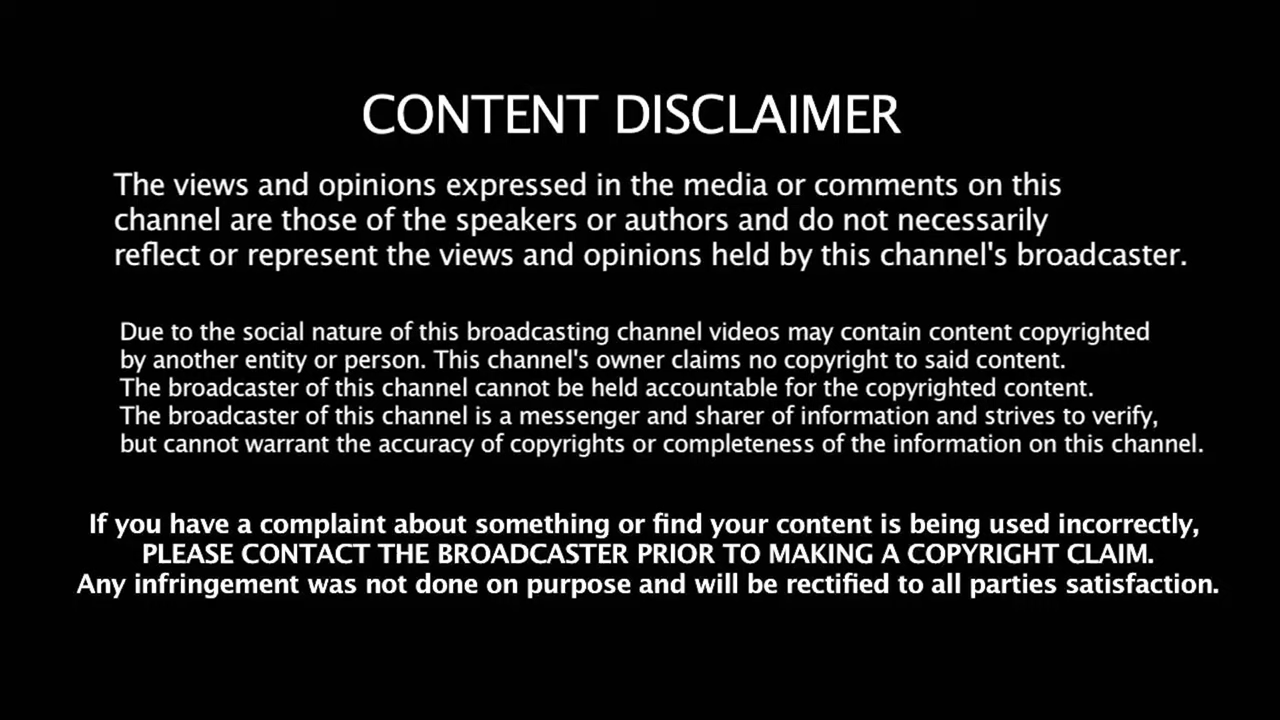 CONTENT DISCLAIMER
The views and opinions expressed in the media or comments on this
channel are those of the speakers or authors and do not necessarily
reflect or represent the views and opinions held by this channel's broadcaster.
Due to the social nature of this broadcasting channel videos may contain content copyrighted
by another entity or person. This channel's owner claims no copyright to said content.
The broadcaster of this channel cannot be held accountable for the copyrighted content.
The broadcaster of this channel is a messenger and sharer of information and strives to verify,
but cannot warrant the accuracy of copyrights or completeness of the information on this channel.
If you have a complaint about something or find your content is being used incorrectly,
PLEASE CONTACT THE BROADCASTER PRIOR TO MAKING A COPYRIGHT CLAIM.
Any infringement was not done on purpose and will be rectified to all parties satisfaction.